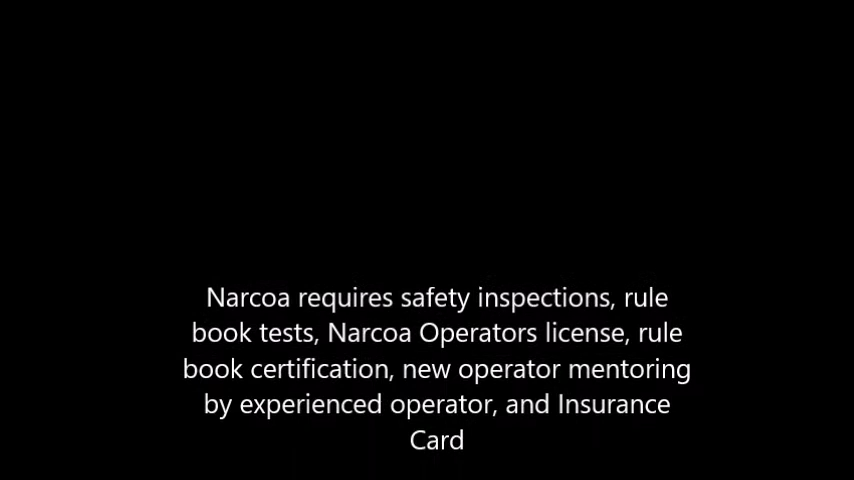 Narcoa requires safety inspections, rule
book tests, Narcoa Operators license, rule
book certification, new operator mentoring
by experienced operator, and Insurance
Card